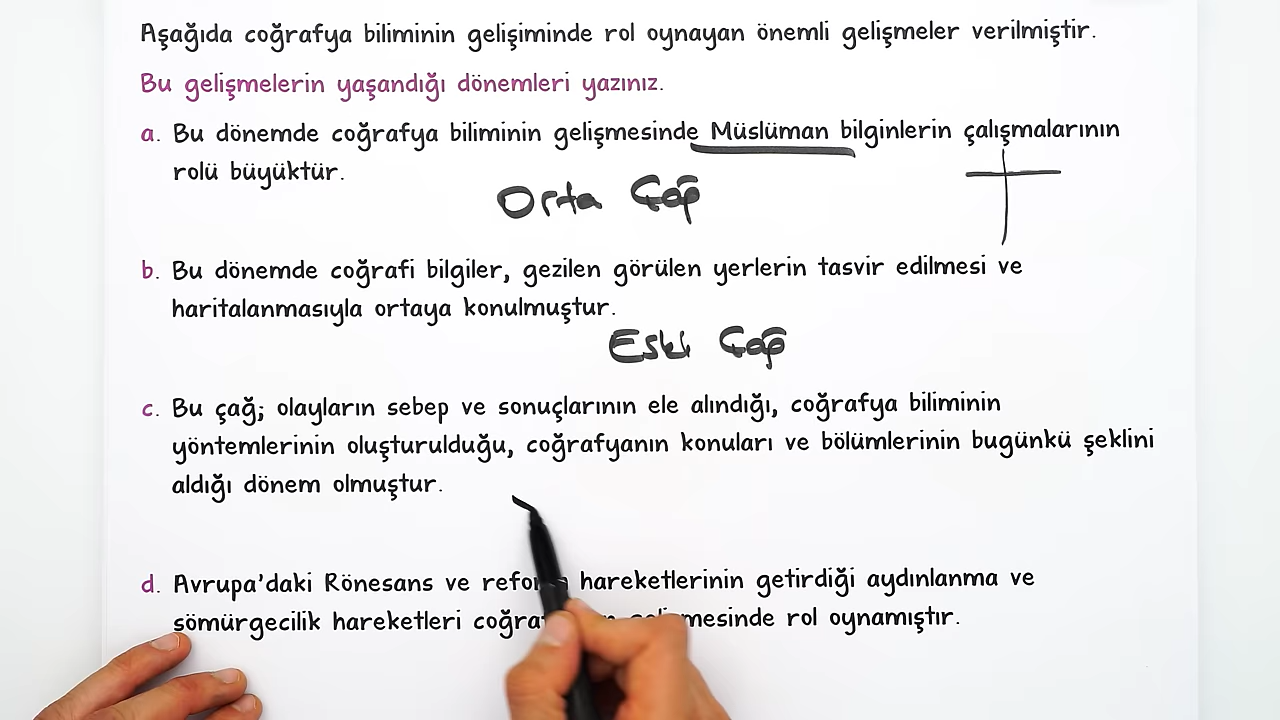 Aşağıda coğrafya biliminin gelişiminde rol oynayan önemli gelişmeler verilmiştir.
Bu gelişmelerin yaşandığı dönemleri yazınız.
a. Bu dönemde coğrafya biliminin gelişmesinde Müslüman bilginlerin çalışmalarının
rolü büyüktür.
Orta Çağ
b. Bu dönemde coğrafi bilgiler, gezilen görülen yerlerin tasvir edilmesi ve
haritalanmasıyla ortaya konulmuştur.
Eski Çağ
c. Bu çağ; olayların sebep ve sonuçlarının ele alındığı, coğrafya biliminin
yöntemlerinin oluşturulduğu, coğrafyanın konuları ve bölümlerinin bugünkü şeklini
aldığı dönem olmuştur.
d. Avrupa'daki Rönesans ve hareketlerinin getirdiği aydınlanma ve
sömürgecilik hareketleri rol oynamıştır.